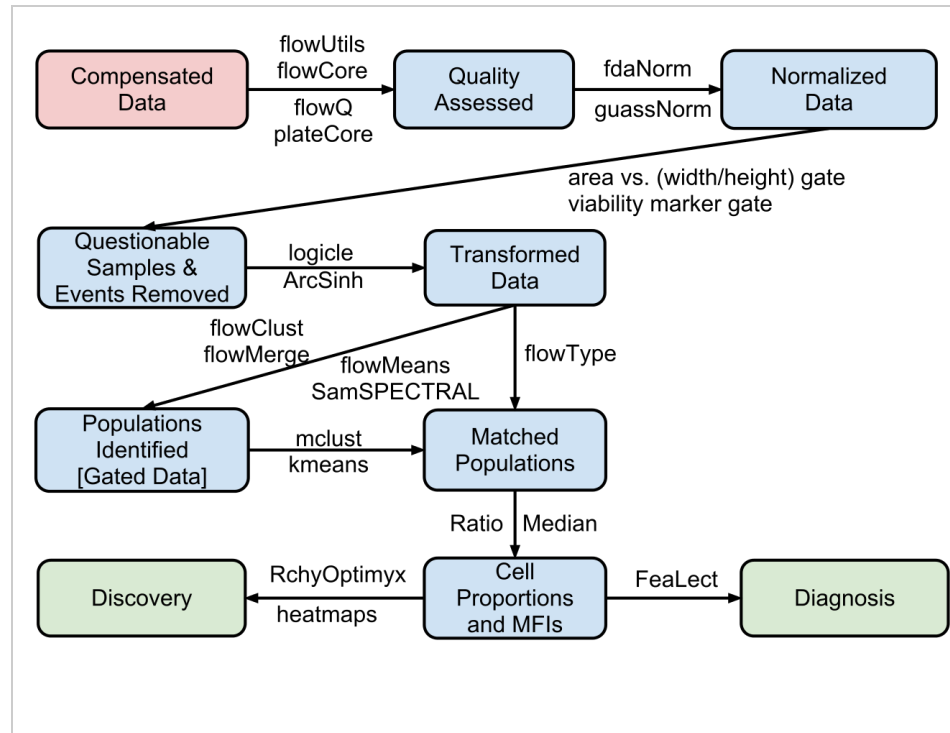 Compensated
Data
flowUtils
flowCore
flowQ
plateCore
Quality
Assessed
fdaNorm
guassNorm
Normalized
Data
area vs. (width/height) gate
viability marker gate
Questionable
Samples &
Events Removed
logicle
ArcSinh
Transformed
Data
flowClust
flowMerge
flowMeans
SamSPECTRAL
flowType
Populations
Identified
[Gated Data]
mclust
kmeans
Matched
Populations
Ratio
Median
Discovery
RchyOptimyx
heatmaps
Cell
Proportions
and MFIs
FeaLect
Diagnosis